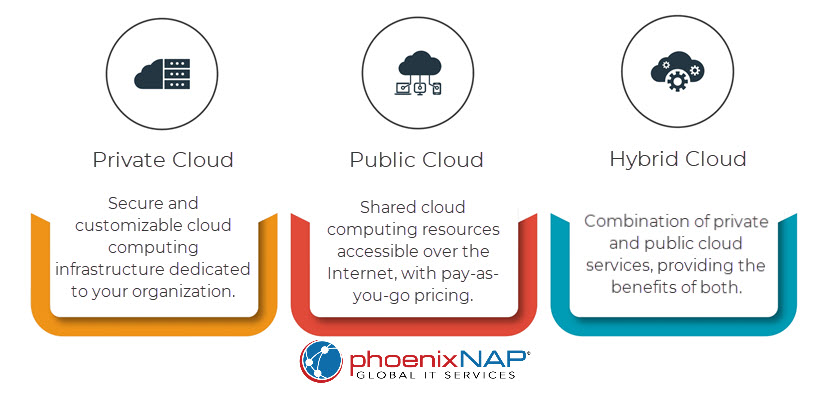 Private Cloud
Secure and
customizable cloud
computing
infrastructure dedicated
to your organization.
Public Cloud
Shared cloud
computing resources
accessible over the
Internet, with pay-as-
you-go pricing.
Hybrid Cloud
Combination of private
and public cloud
services, providing the
benefits of both.
phoenixNAP®
GLOBAL IT SERVICES